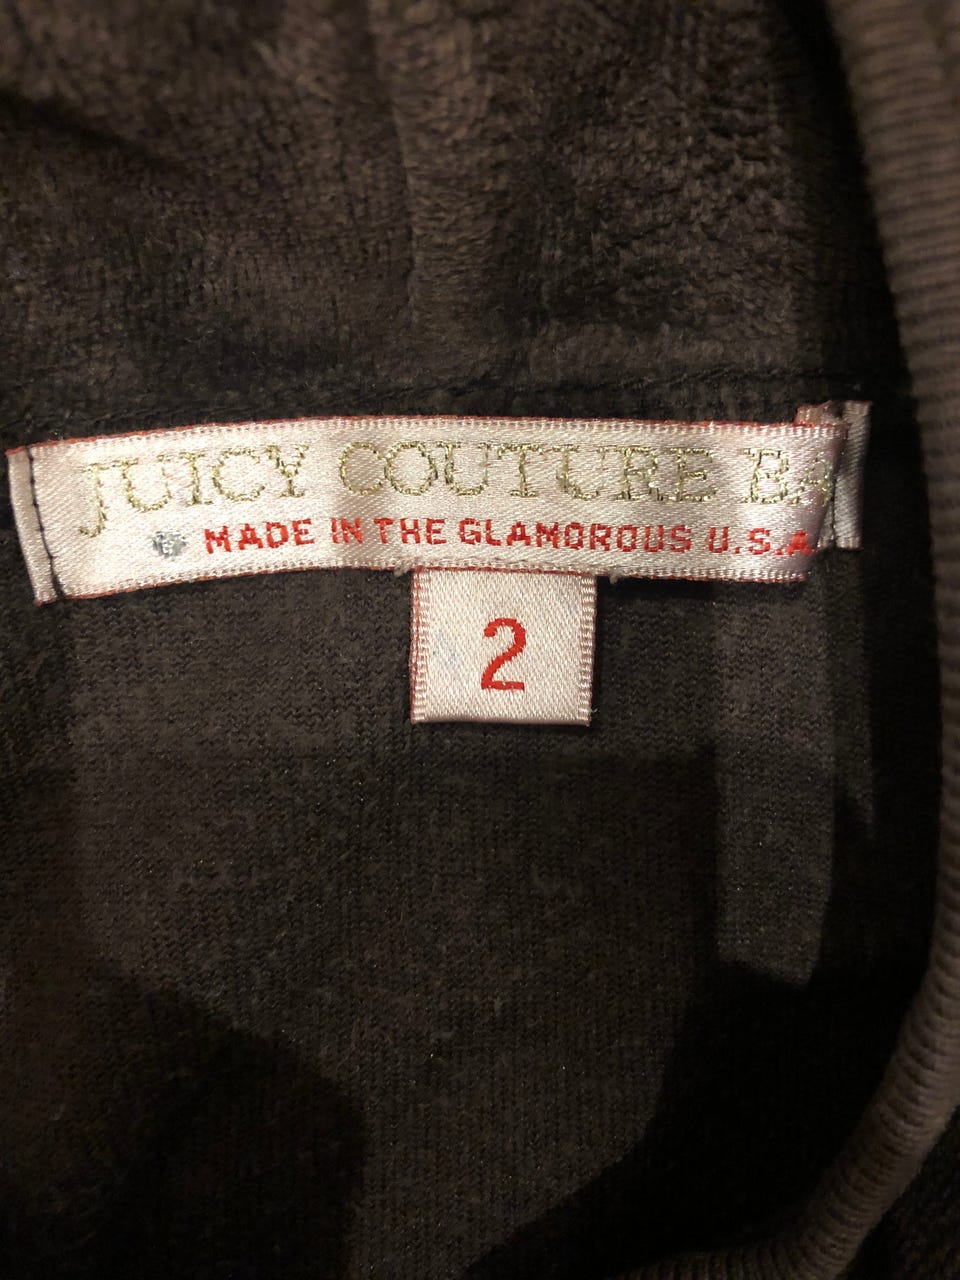 JUICY COUTURE
MADE IN THE GLAMOROUS U.S.A.
2